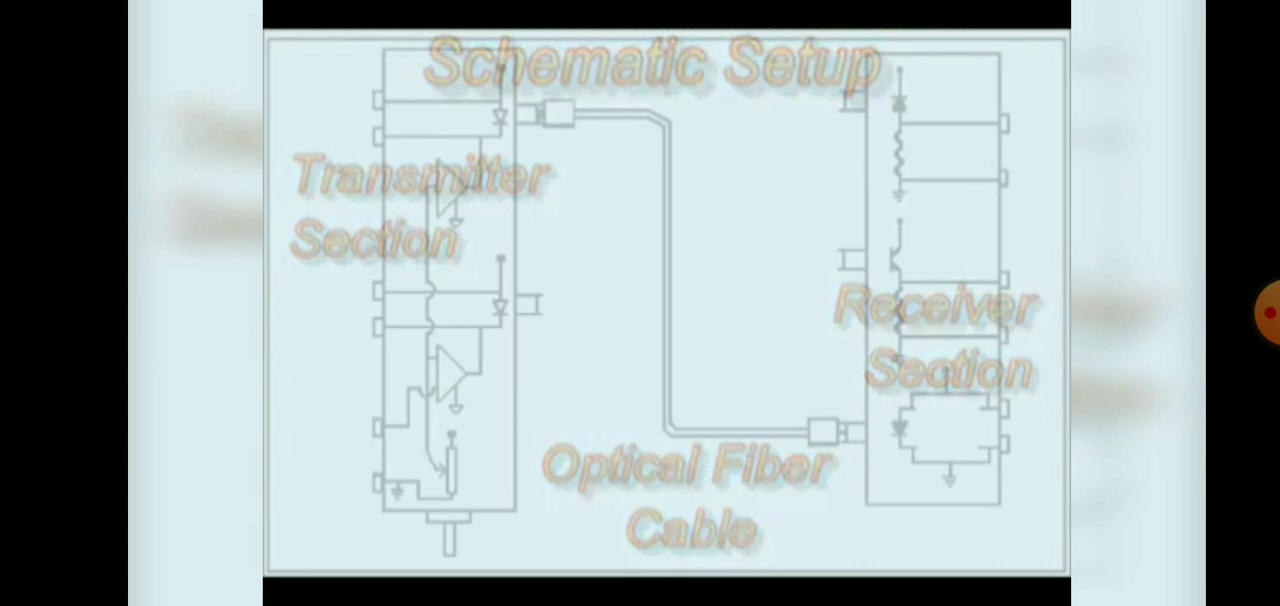 Schematic Setup
Transmitter
Section
Receiver
Section
Optical Fiber
Cable